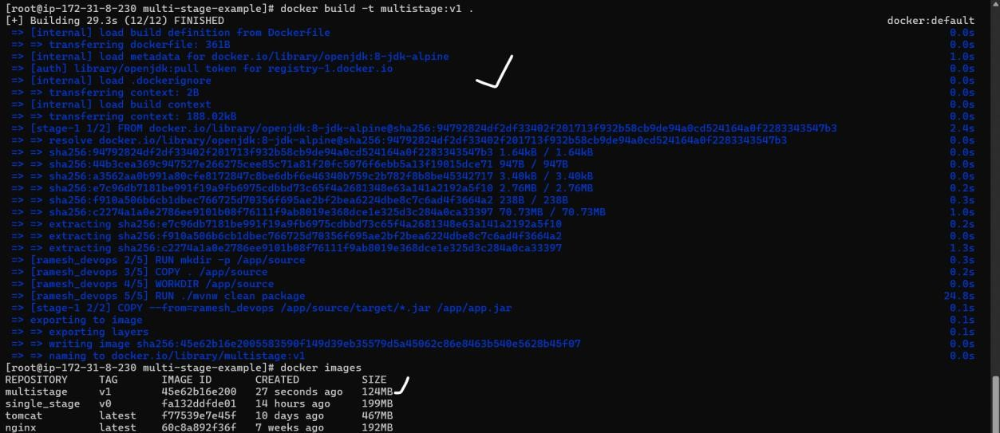 [root@ip-172-31-8-230 multi-stage-example]# docker build -t multistage:v1 .
[+] Building 29.3s (12/12) FINISHED docker:default
=> [internal] load build definition from Dockerfile 0.0s
=> => transferring dockerfile: 361B 0.0s
=> [internal] load metadata for docker.io/library/openjdk:8-jdk-alpine 1.0s
=> [auth] library/openjdk:pull token for registry-1.docker.io 0.0s
=> [internal] load .dockerignore 0.0s
=> => transferring context: 2B 0.0s
=> [internal] load build context 0.0s
=> => transferring context: 188.02kB 0.0s
=> [stage-1 1/2] FROM docker.io/library/openjdk:8-jdk-alpine@sha256:94792824df2df33402f201713f932b58cb9de94a0cd524164a0f2283343547b3 2.4s
=> => resolve docker.io/library/openjdk:8-jdk-alpine@sha256:94792824df2df33402f201713f932b58cb9de94a0cd524164a0f2283343547b3 0.0s
=> => sha256:94792824df2df33402f201713f932b58cb9de94a0cd524164a0f2283343547b3 1.64kB / 1.64kB 0.0s
=> => sha256:44b3cea369c947527e266275cee85c71a81f20fc5076f6ebb5a13f19015dce71 947B / 947B 0.0s
=> => sha256:a3562aa0b991a80cfe8172847c8be6dbf6e46340b759c2b782f8b8be45342717 3.40kB / 3.40kB 0.0s
=> => sha256:e7c96db7181be991f19a9fb6975cdbbd73c65f4a2681348e63a141a2192a5f10 2.76MB / 2.76MB 0.2s
=> => sha256:f910a506b6cb1dbec766725d70356f695ae2bf2bea6224dbe8c7c6ad4f3664a2 238B / 238B 0.3s
=> => sha256:c2274a1a0e2786ee9101b08f76111f9ab8019e368dce1e325d3c284a0ca33397 70.73MB / 70.73MB 1.0s
=> => extracting sha256:e7c96db7181be991f19a9fb6975cdbbd73c65f4a2681348e63a141a2192a5f10 0.2s
=> => extracting sha256:f910a506b6cb1dbec766725d70356f695ae2bf2bea6224dbe8c7c6ad4f3664a2 0.0s
=> => extracting sha256:c2274a1a0e2786ee9101b08f76111f9ab8019e368dce1e325d3c284a0ca33397 1.3s
=> [ramesh_devops 2/5] RUN mkdir -p /app/source 0.3s
=> [ramesh_devops 3/5] COPY . /app/source 0.2s
=> [ramesh_devops 4/5] WORKDIR /app/source 0.0s
=> [ramesh_devops 5/5] RUN ./mvnw clean package 24.8s
=> [stage-1 2/2] COPY --from=ramesh_devops /app/source/target/*.jar /app/app.jar 0.1s
=> exporting to image 0.1s
=> => exporting layers 0.1s
=> => writing image sha256:45e62b16e2005583590f149d39eb35579d5a45062c86e8463b540e5628b45f07 0.0s
=> => naming to docker.io/library/multistage:v1 0.0s
[root@ip-172-31-8-230 multi-stage-example]# docker images
REPOSITORY TAG IMAGE ID CREATED SIZE
multistage v1 45e62b16e200 27 seconds ago 124MB
single_stage v0 fa132ddfde01 14 hours ago 199MB
tomcat latest f77539e7e45f 10 days ago 467MB
nginx latest 60c8a892f36f 7 weeks ago 192MB